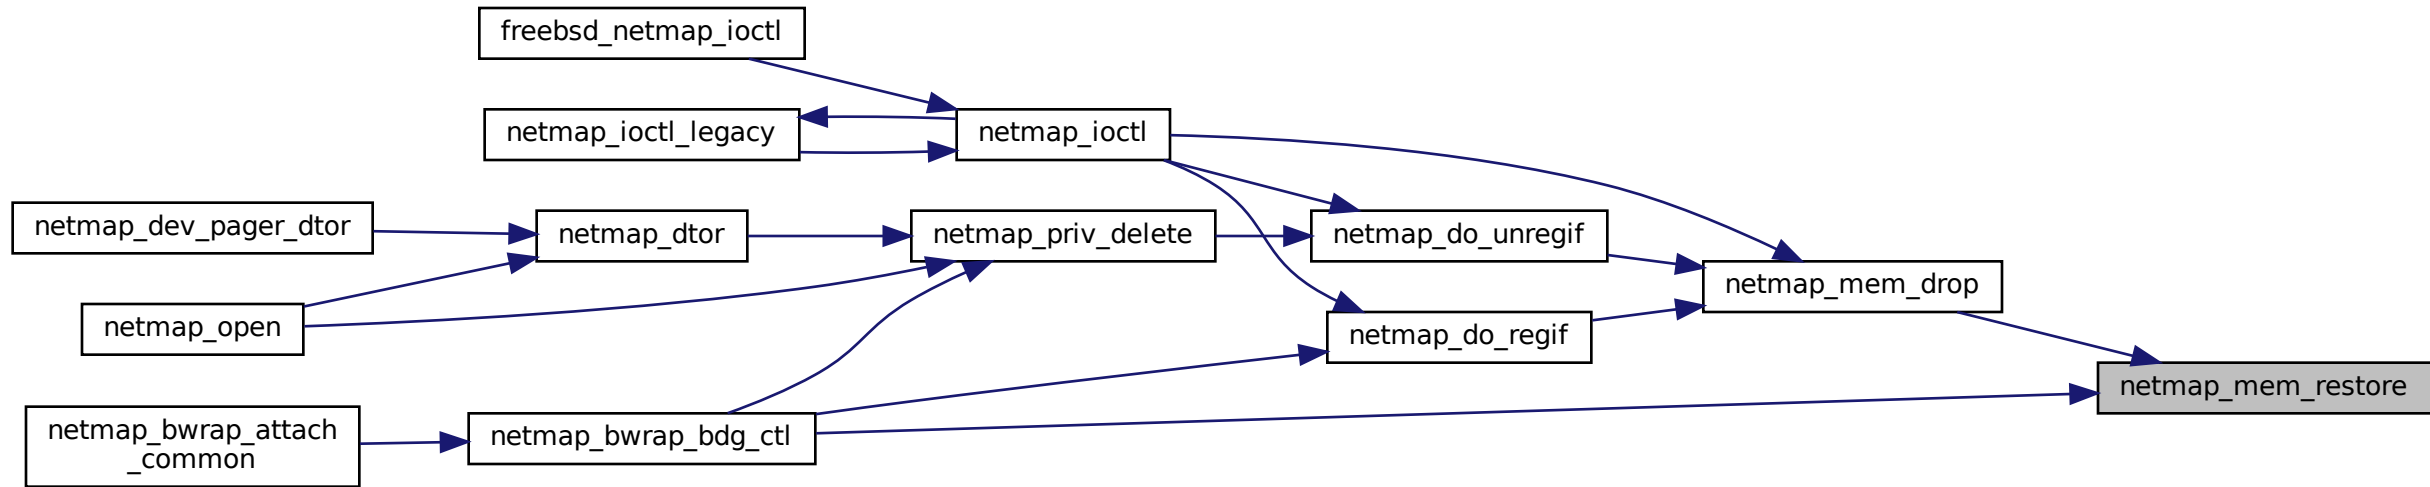 freebsd_netmap_ioctl
netmap_ioctl_legacy
netmap_ioctl
netmap_dev_pager_dtor
netmap_dtor
netmap_priv_delete
netmap_do_unregif
netmap_mem_drop
netmap_open
netmap_do_regif
netmap_mem_restore
netmap_bwrap_attach
_common
netmap_bwrap_bdg_ctl